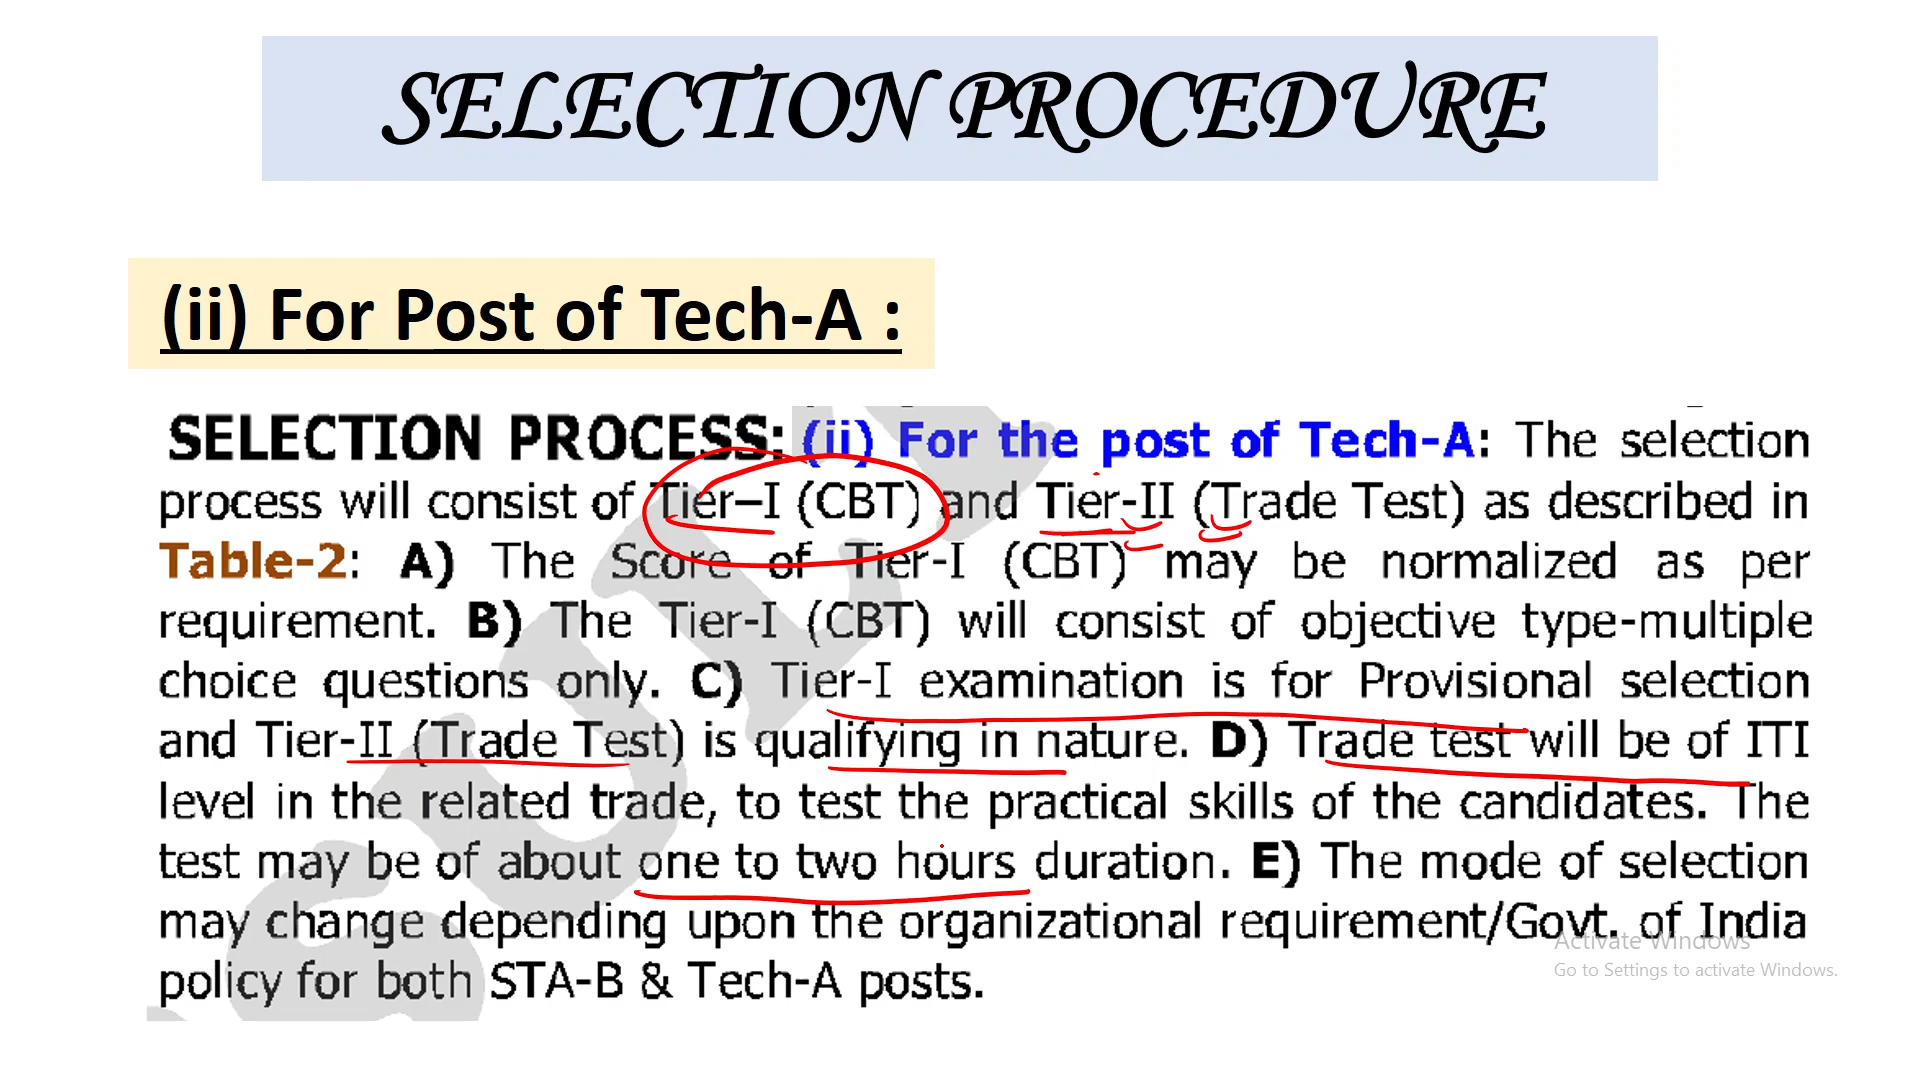 SELECTION PROCEDURE
(ii) For Post of Tech-A :
SELECTION PROCESS: (ii) For the post of Tech-A: The selection
process will consist of Tier–I (CBT) and Tier-II (Trade Test) as described in
Table-2: A) The Score of Tier-I (CBT) may be normalized as per
requirement. B) The Tier-I (CBT) will consist of objective type-multiple
choice questions only. C) Tier-I examination is for Provisional selection
and Tier-II (Trade Test) is qualifying in nature. D) Trade test will be of ITI
level in the related trade, to test the practical skills of the candidates. The
test may be of about one to two hours duration. E) The mode of selection
may change depending upon the organizational requirement/Govt. of India
policy for both STA-B & Tech-A posts.
Activate Windows
Go to Settings to activate Windows.